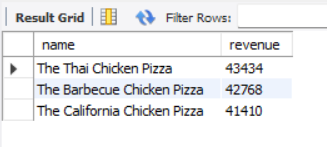 Result Grid Filter Rows:
name revenue
The Thai Chicken Pizza 43434
The Barbecue Chicken Pizza 42768
The California Chicken Pizza 41410